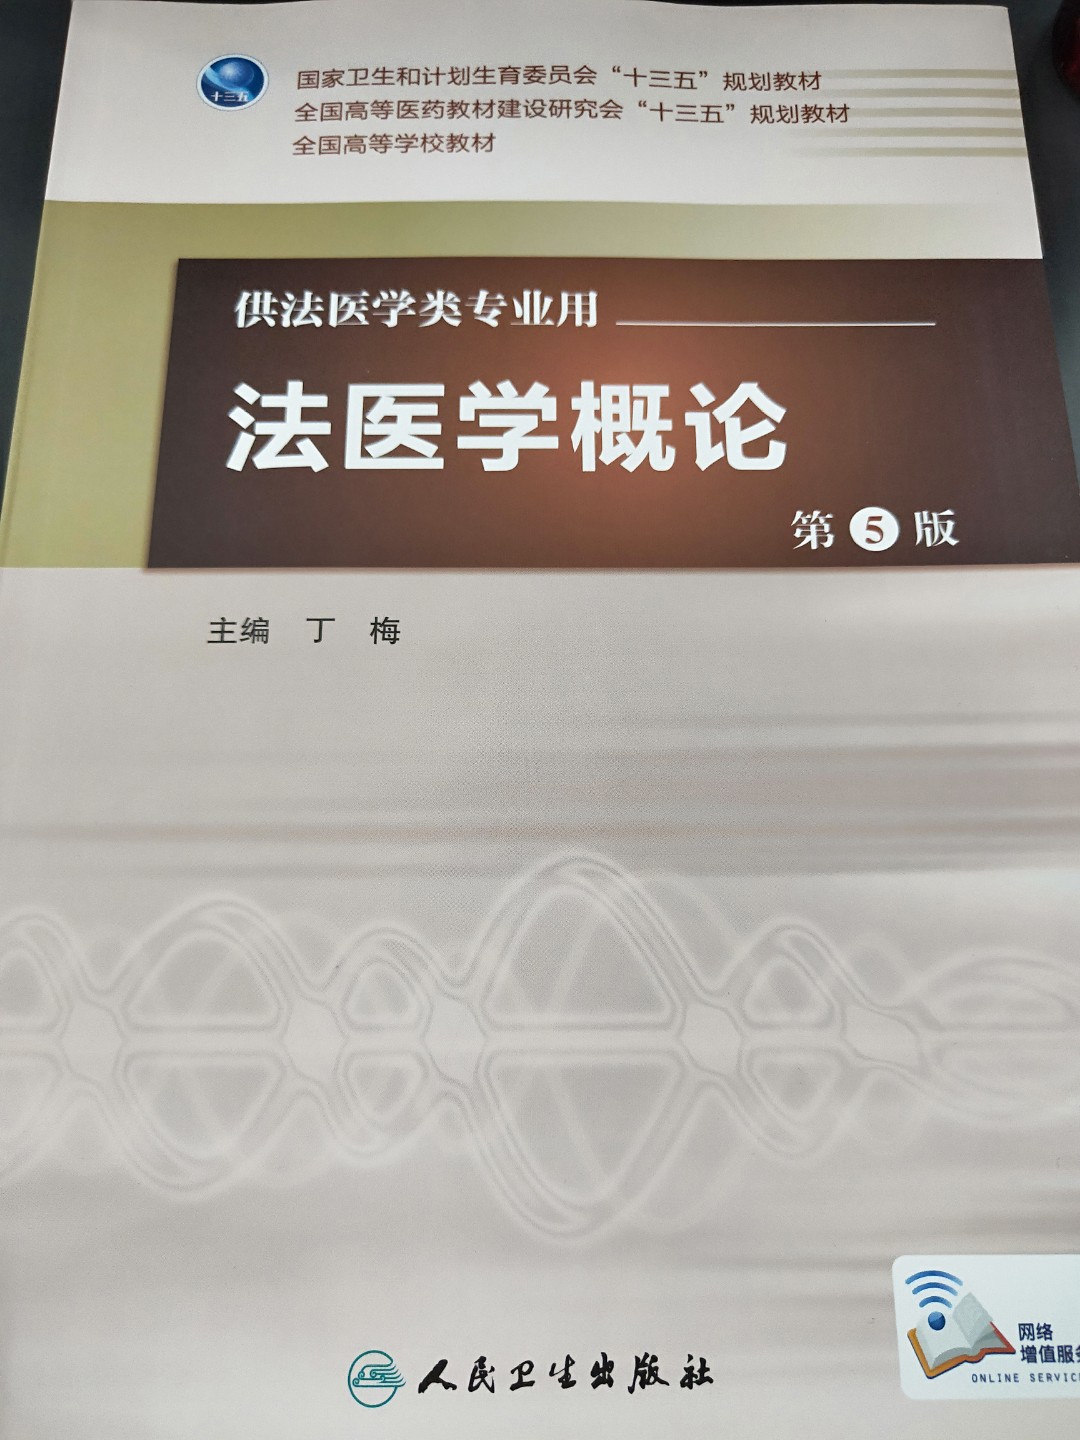 国家卫生和计划生育委员会“十三五”规划教材
全国高等医药教材建设研究会“十三五”规划教材
全国高等学校教材
十三五
供法医学类专业用
法医学概论
第5版
主编 丁 梅
网络
增值服务
ONLINE SERVIC
人民卫生出版社